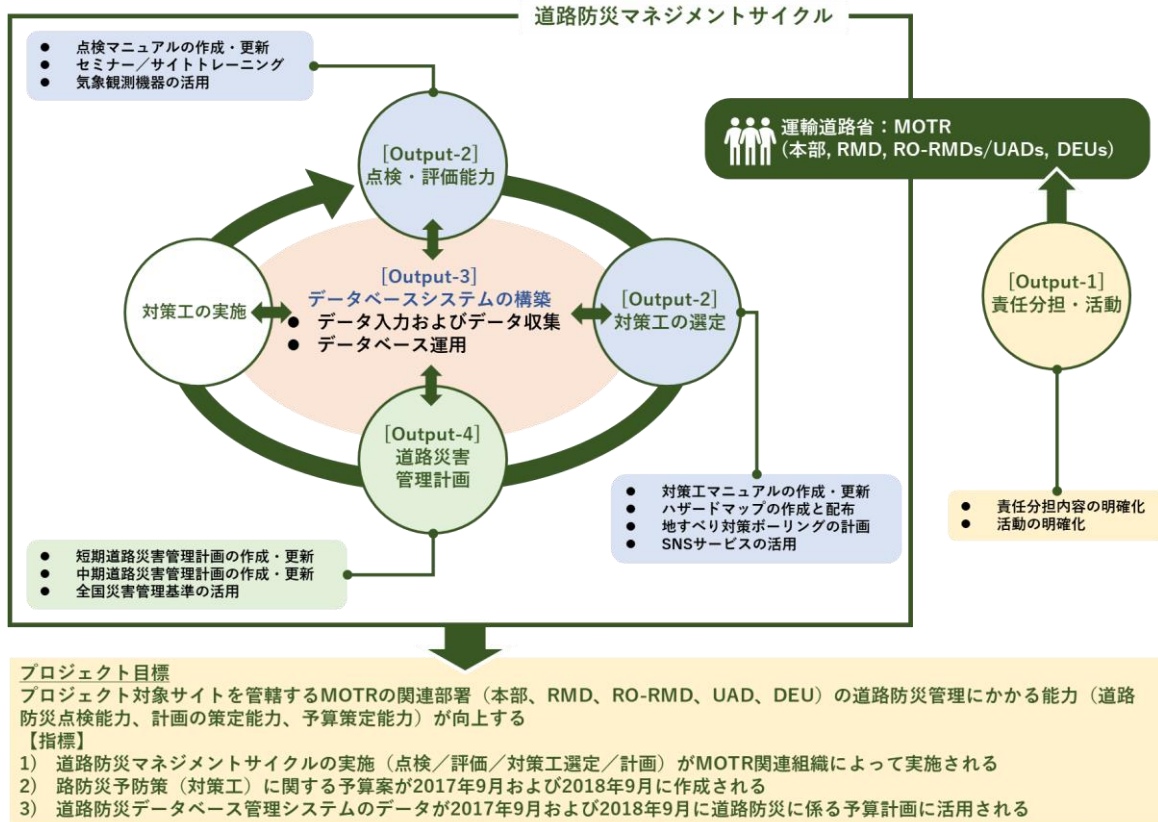 道路防災マネジメントサイクル
● 点検マニュアルの作成・更新
● セミナー／サイトトレーニング
● 気象観測機器の活用
運輸道路省：MOTR
(本部, RMD, RO-RMDs/UADs, DEUs)
[Output-2]
点検・評価能力
[Output-3]
データベースシステムの構築
● データ入力およびデータ収集
● データベース運用
対策工の実施
[Output-2]
対策工の選定
[Output-1]
責任分担・活動
[Output-4]
道路災害
管理計画
● 対策工マニュアルの作成・更新
● ハザードマップの作成と配布
● 地すべり対策ボーリングの計画
● SNSサービスの活用
● 責任分担内容の明確化
● 活動の明確化
● 短期道路災害管理計画の作成・更新
● 中期道路災害管理計画の作成・更新
● 全国災害管理基準の活用
プロジェクト目標
プロジェクト対象サイトを管轄するMOTRの関連部署（本部、RMD、RO-RMD、UAD、DEU）の道路防災管理にかかる能力（道路
防災点検能力、計画の策定能力、予算策定能力）が向上する
【指標】
1) 道路防災マネジメントサイクルの実施（点検／評価／対策工選定／計画）がMOTR関連組織によって実施される
2) 路防災予防策（対策工）に関する予算案が2017年9月および2018年9月に作成される
3) 道路防災データベース管理システムのデータが2017年9月および2018年9月に道路防災に係る予算計画に活用される